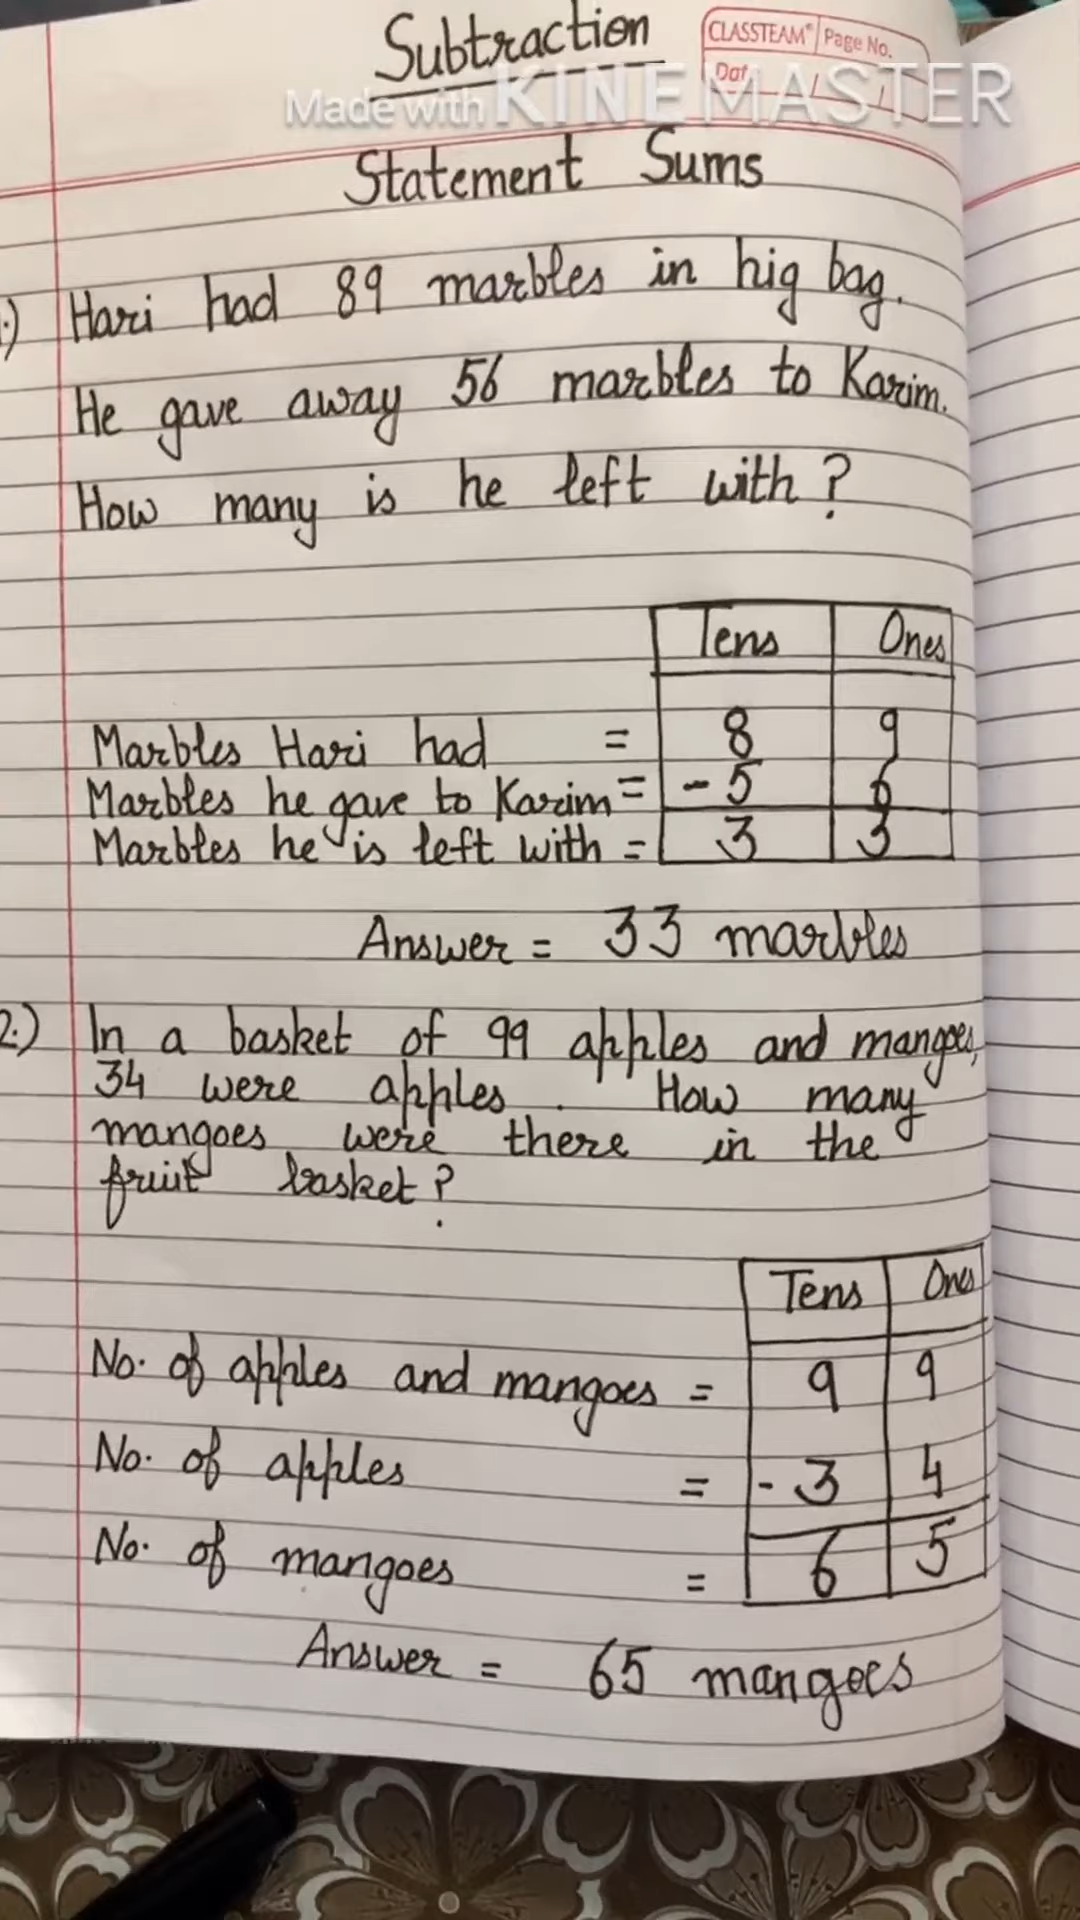 Subtraction
CLASSTEAM® Page No.
Date / /
Made with KINEMASTER
Statement Sums
1.) Hari had 89 marbles in hig bag.
He gave away 56 marbles to Karim.
How many is he left with?
Tens Ones
Marbles Hari had = 8 9
Marbles he gave to Karim = - 5 6
Marbles he is left with = 3 3
Answer = 33 marbles
2.) In a basket of 99 apples and mangoes,
34 were apples. How many
mangoes were there in the
fruit basket?
Tens Ones
No. of apples and mangoes = 9 9
No. of apples = - 3 4
No. of mangoes = 6 5
Answer = 65 mangoes